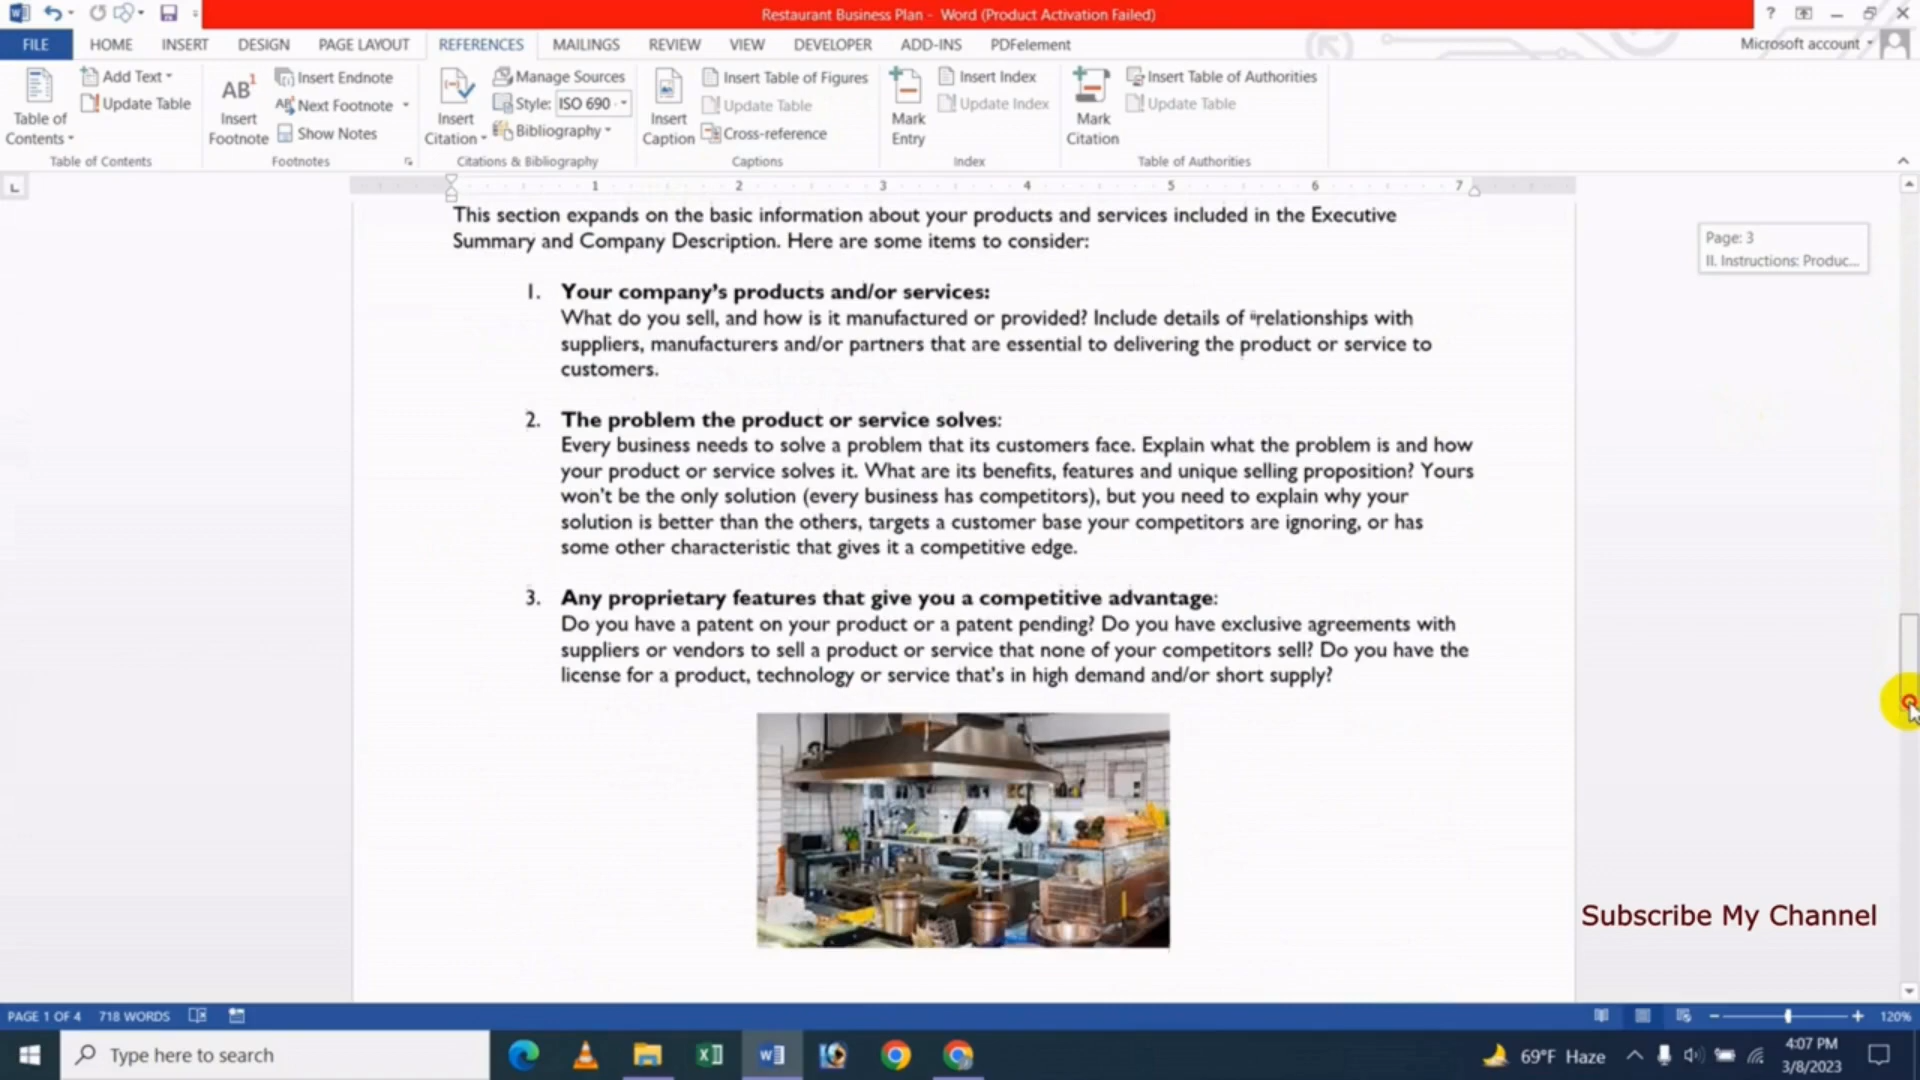 Restaurant Business Plan - Word (Product Activation Failed)
FILE HOME INSERT DESIGN PAGE LAYOUT REFERENCES MAILINGS REVIEW VIEW DEVELOPER ADD-INS PDFelement Microsoft account
Table of Contents
Add Text
Update Table
Table of Contents
AB1
Insert Footnote
Insert Endnote
Next Footnote
Show Notes
Footnotes
Insert Citation
Manage Sources
Style: ISO 690
Bibliography
Citations & Bibliography
Insert Caption
Insert Table of Figures
Update Table
Cross-reference
Captions
Mark Entry
Insert Index
Update Index
Index
Mark Citation
Insert Table of Authorities
Update Table
Table of Authorities
1 2 3 4 5 6 7
This section expands on the basic information about your products and services included in the Executive
Summary and Company Description. Here are some items to consider:
1. Your company's products and/or services:
What do you sell, and how is it manufactured or provided? Include details of relationships with
suppliers, manufacturers and/or partners that are essential to delivering the product or service to
customers.
2. The problem the product or service solves:
Every business needs to solve a problem that its customers face. Explain what the problem is and how
your product or service solves it. What are its benefits, features and unique selling proposition? Yours
won't be the only solution (every business has competitors), but you need to explain why your
solution is better than the others, targets a customer base your competitors are ignoring, or has
some other characteristic that gives it a competitive edge.
3. Any proprietary features that give you a competitive advantage:
Do you have a patent on your product or a patent pending? Do you have exclusive agreements with
suppliers or vendors to sell a product or service that none of your competitors sell? Do you have the
license for a product, technology or service that's in high demand and/or short supply?
Page: 3
II. Instructions: Produc...
Subscribe My Channel
PAGE 1 OF 4 718 WORDS 120%
Type here to search
69°F Haze
4:07 PM
3/8/2023